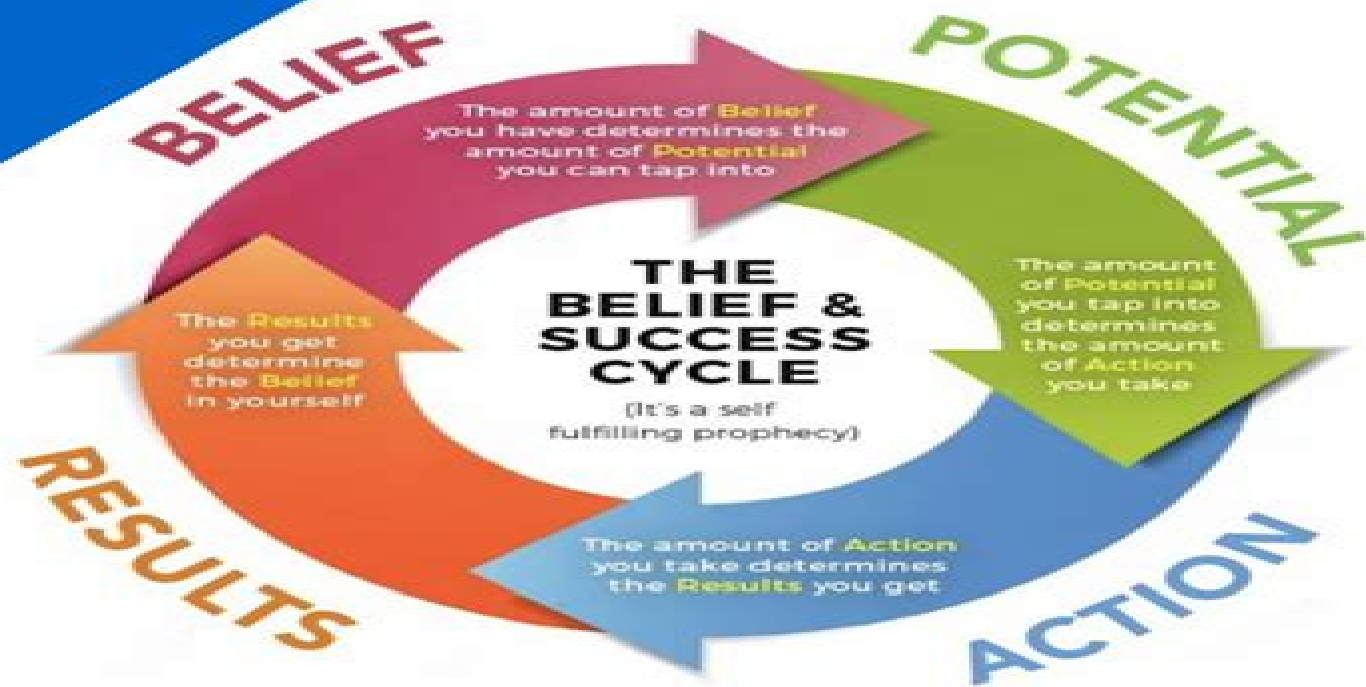 BELIEF
The amount of Belief
you have determines the
amount of Potential
you can tap into
POTENTIAL
The amount
of Potential
you tap into
determines
the amount
of Action
you take
ACTION
The amount of Action
you take determines
the Results you get
RESULTS
The Results
you get
determine
the Belief
in yourself
THE
BELIEF &
SUCCESS
CYCLE
(It's a self
fulfilling prophecy)